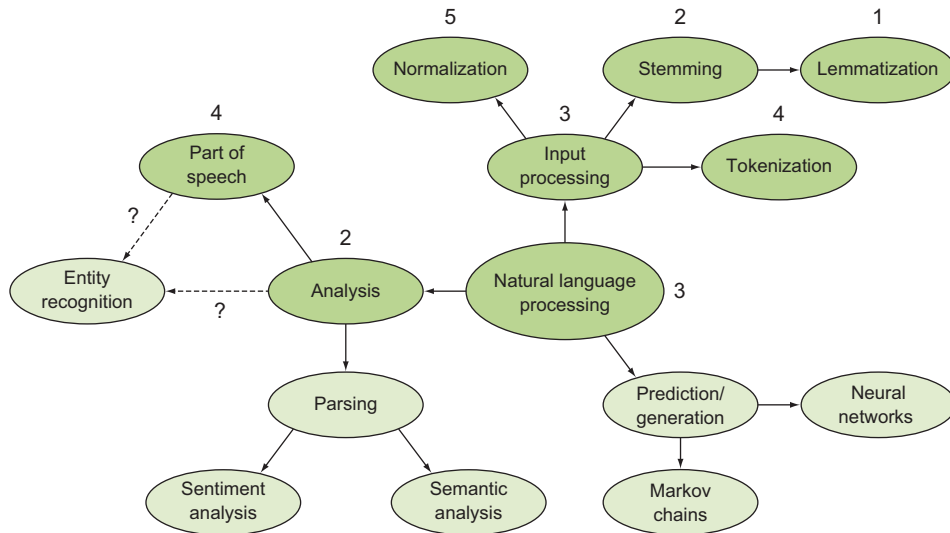 5
2
1
Normalization
Stemming
Lemmatization
4
3
4
Part of
speech
Input
processing
Tokenization
?
2
Entity
recognition
Analysis
Natural language
processing
3
?
Parsing
Prediction/
generation
Neural
networks
Sentiment
analysis
Semantic
analysis
Markov
chains